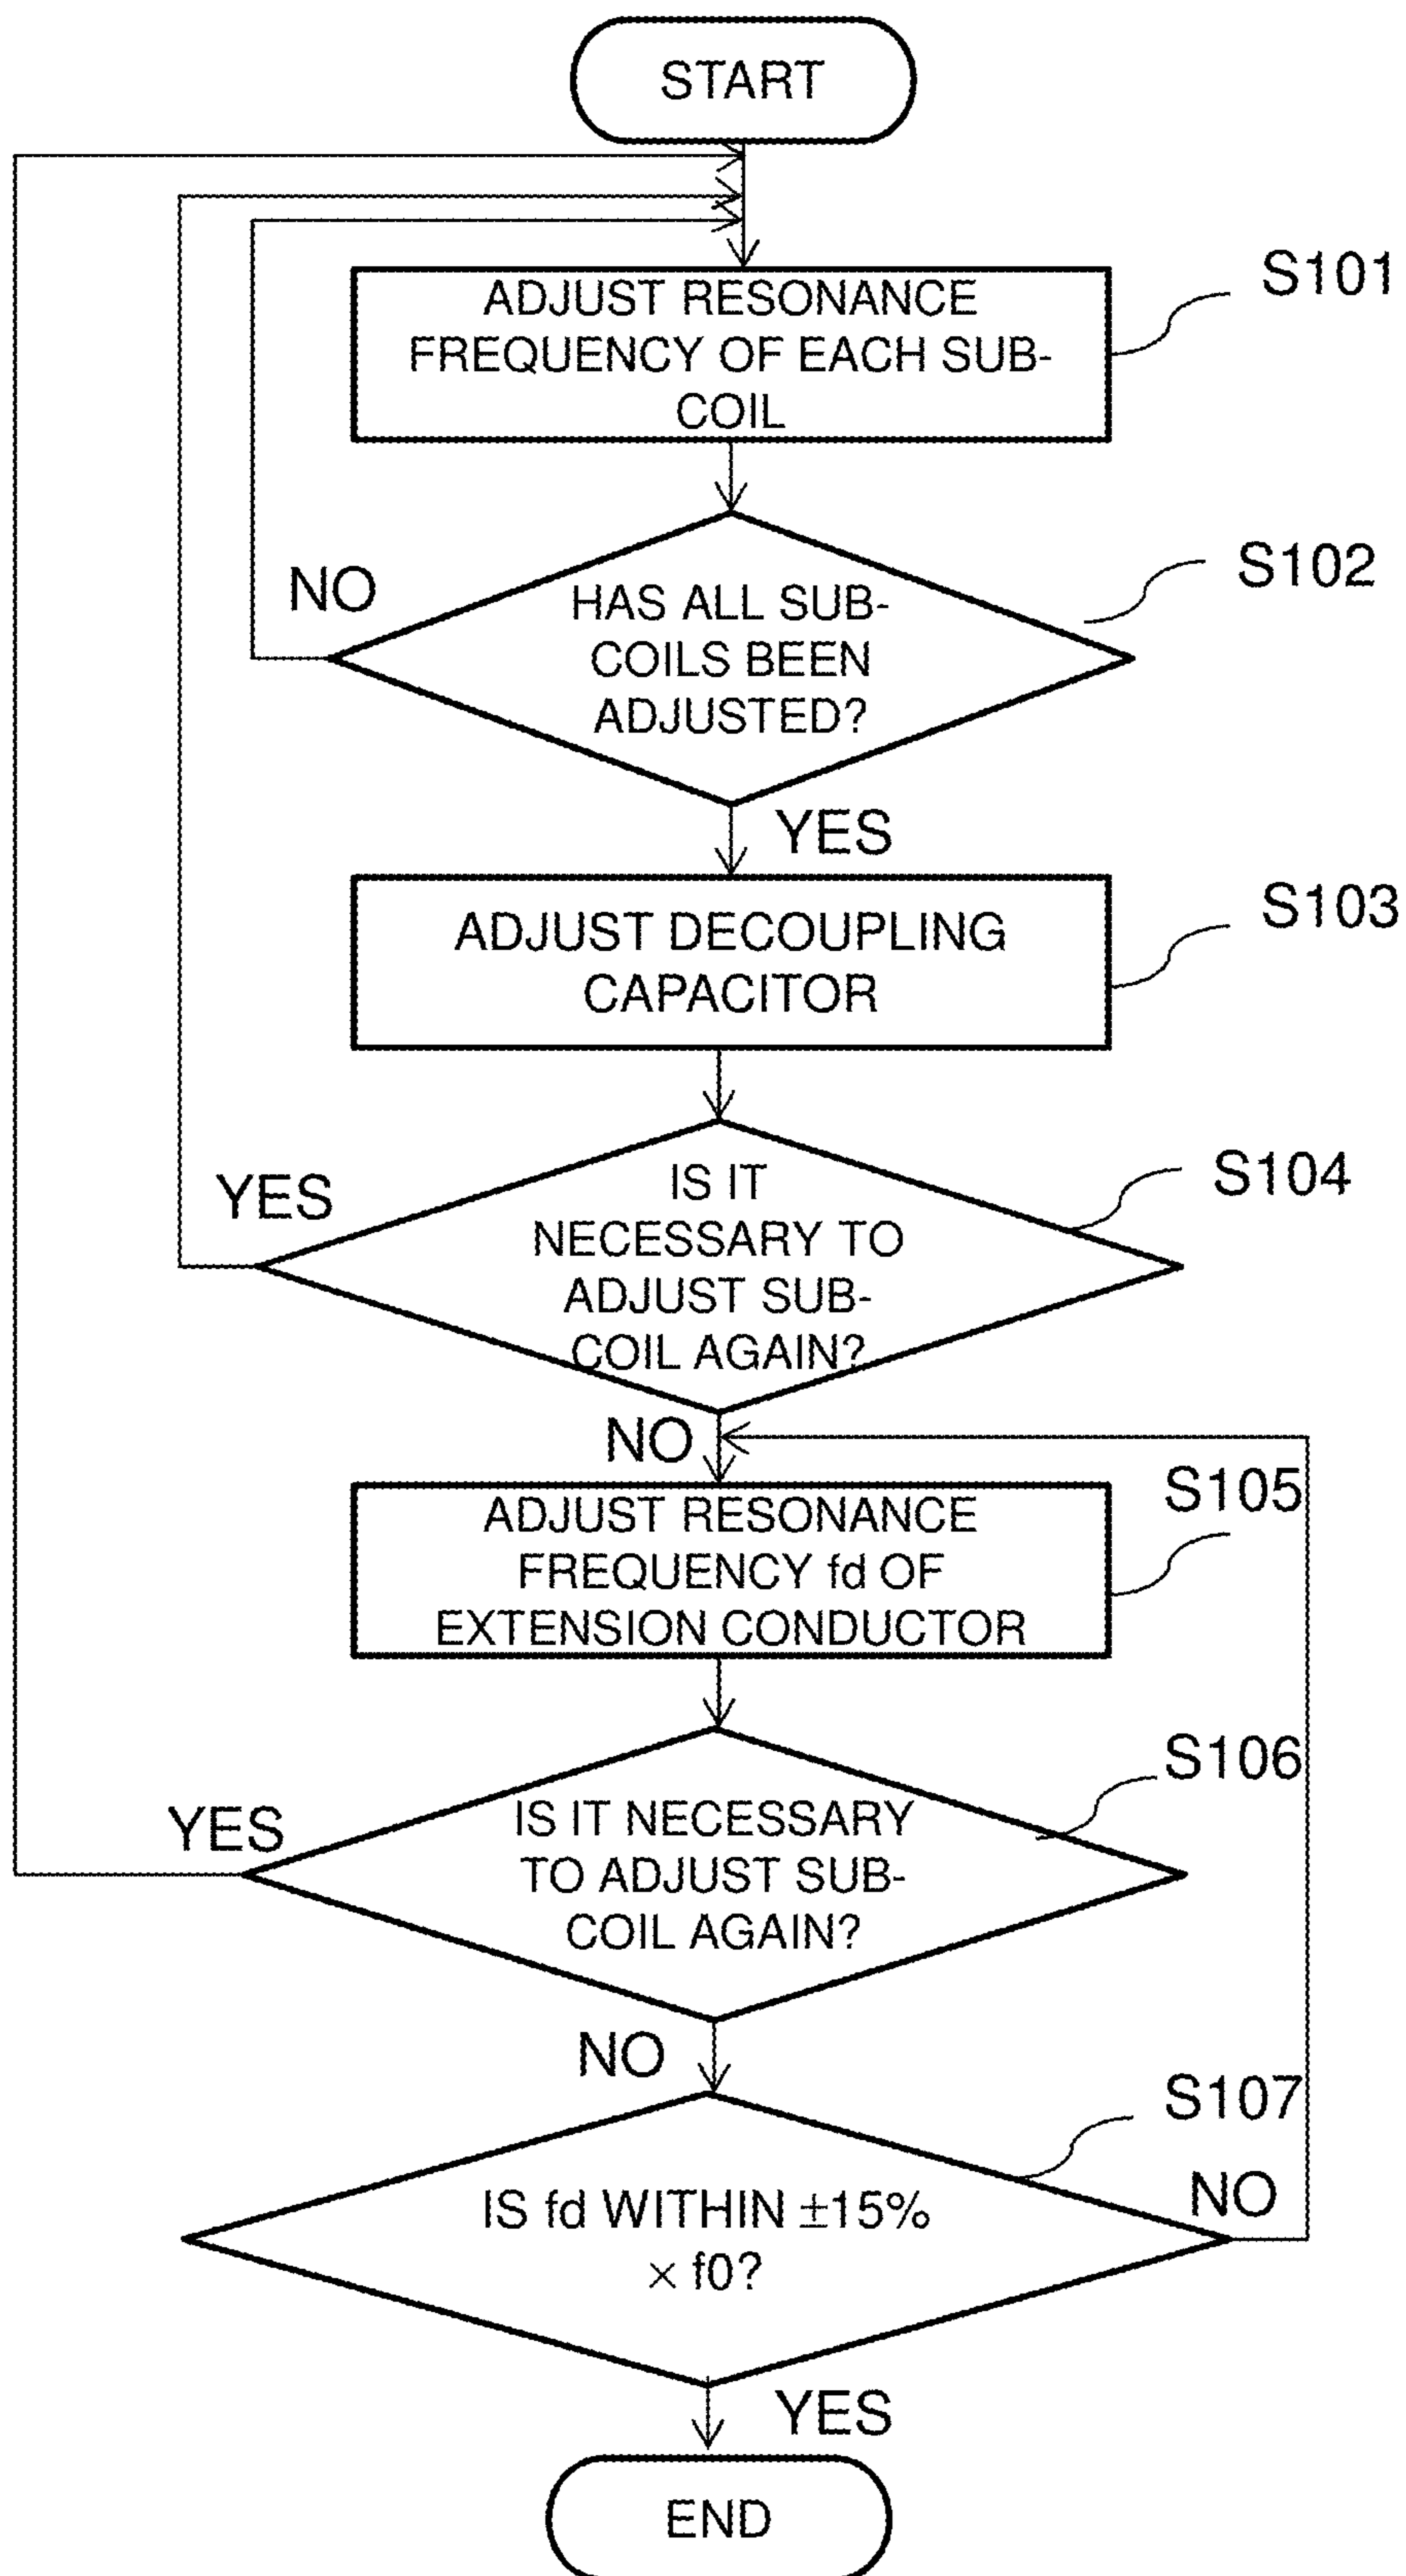 START
ADJUST RESONANCE
FREQUENCY OF EACH SUB-
COIL
S101
HAS ALL SUB-
COILS BEEN
ADJUSTED?
S102
NO
YES
ADJUST DECOUPLING
CAPACITOR
S103
IS IT
NECESSARY TO
ADJUST SUB-
COIL AGAIN?
S104
YES
NO
ADJUST RESONANCE
FREQUENCY fd OF
EXTENSION CONDUCTOR
S105
IS IT NECESSARY
TO ADJUST SUB-
COIL AGAIN?
S106
YES
NO
IS fd WITHIN ±15%
× f0?
S107
NO
YES
END